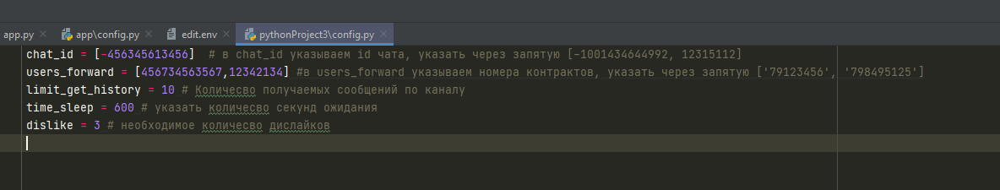 app.py app\config.py edit.env pythonProject3\config.py
chat_id = [-456345613456]  # в chat_id указываем id чата, указать через запятую [-1001434644992, 12315112]
users_forward = [456734563567,12342134] #в users_forward указываем номера контрактов, указать через запятую ['79123456', '798495125']
limit_get_history = 10 # Количесво получаемых сообщений по каналу
time_sleep = 600 # указать количесво секунд ожидания
dislike = 3 # необходимое количесво дислайков